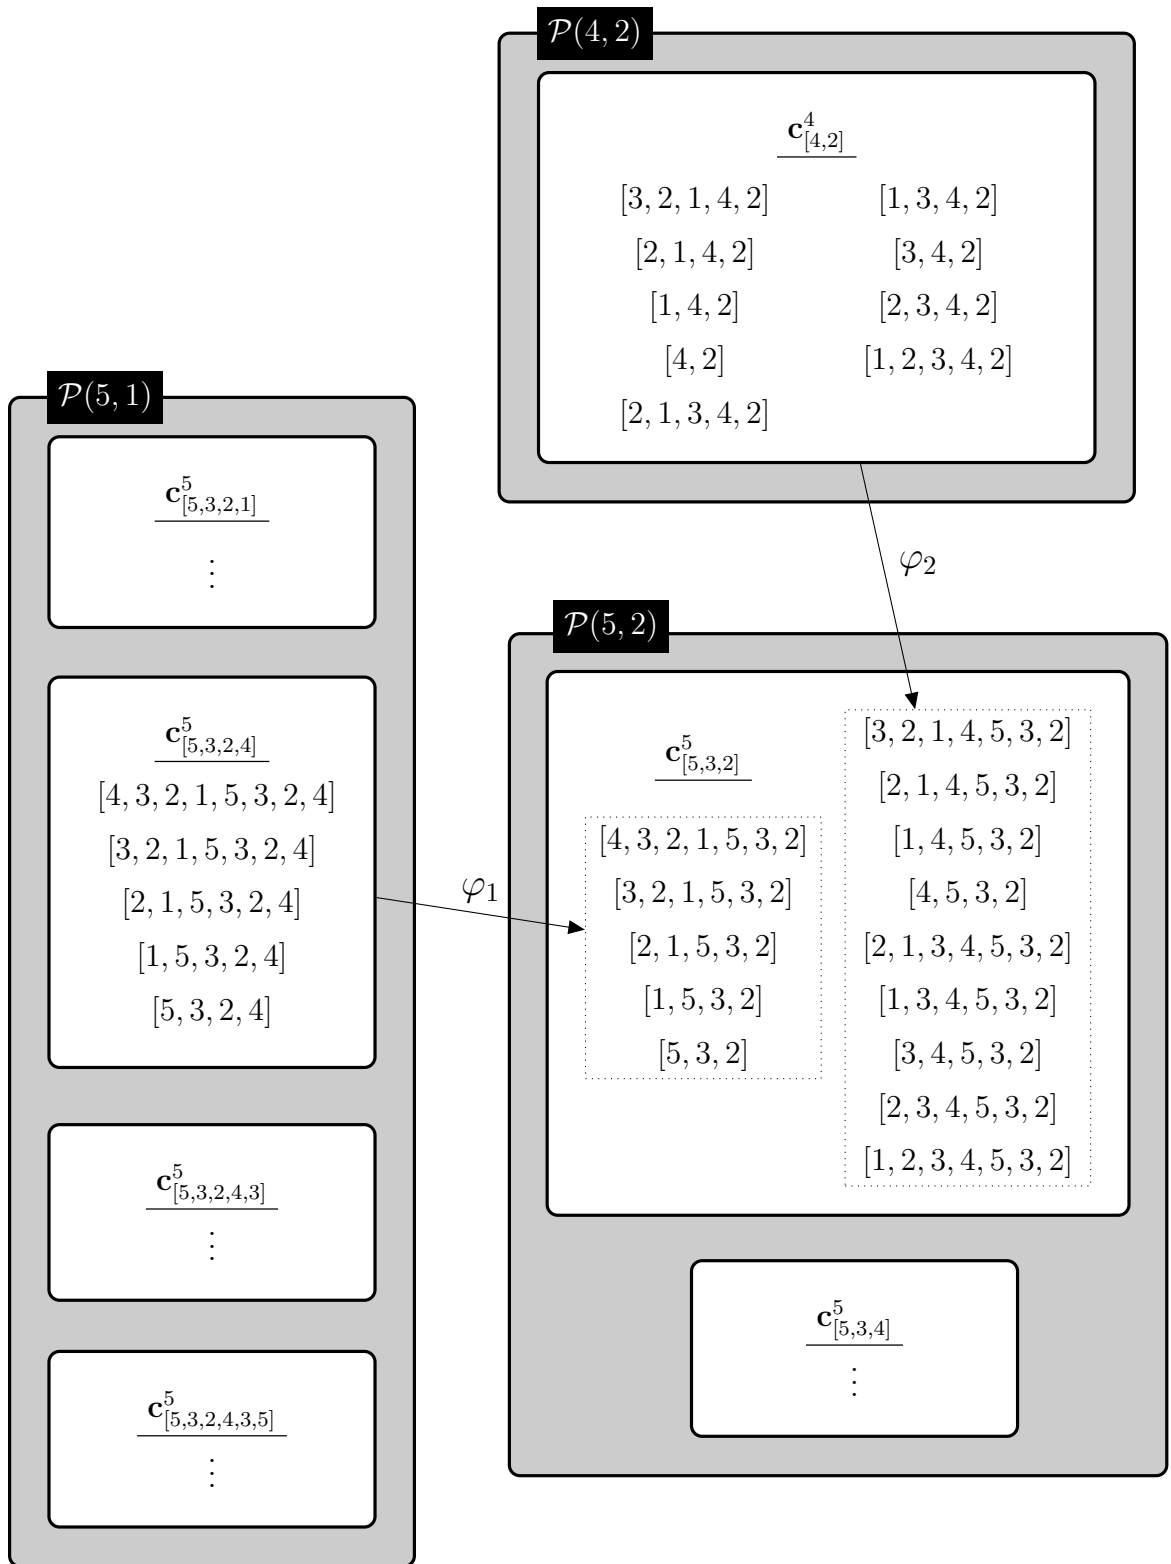 𝒫(4, 2)
𝐜^4_{[4,2]}
[3, 2, 1, 4, 2]
[2, 1, 4, 2]
[1, 4, 2]
[4, 2]
[2, 1, 3, 4, 2]
[1, 3, 4, 2]
[3, 4, 2]
[2, 3, 4, 2]
[1, 2, 3, 4, 2]
φ_2
𝒫(5, 1)
𝐜^5_{[5,3,2,1]}
⋮
𝐜^5_{[5,3,2,4]}
[4, 3, 2, 1, 5, 3, 2, 4]
[3, 2, 1, 5, 3, 2, 4]
[2, 1, 5, 3, 2, 4]
[1, 5, 3, 2, 4]
[5, 3, 2, 4]
𝐜^5_{[5,3,2,4,3]}
⋮
𝐜^5_{[5,3,2,4,3,5]}
⋮
φ_1
𝒫(5, 2)
𝐜^5_{[5,3,2]}
[4, 3, 2, 1, 5, 3, 2]
[3, 2, 1, 5, 3, 2]
[2, 1, 5, 3, 2]
[1, 5, 3, 2]
[5, 3, 2]
[3, 2, 1, 4, 5, 3, 2]
[2, 1, 4, 5, 3, 2]
[1, 4, 5, 3, 2]
[4, 5, 3, 2]
[2, 1, 3, 4, 5, 3, 2]
[1, 3, 4, 5, 3, 2]
[3, 4, 5, 3, 2]
[2, 3, 4, 5, 3, 2]
[1, 2, 3, 4, 5, 3, 2]
𝐜^5_{[5,3,4]}
⋮